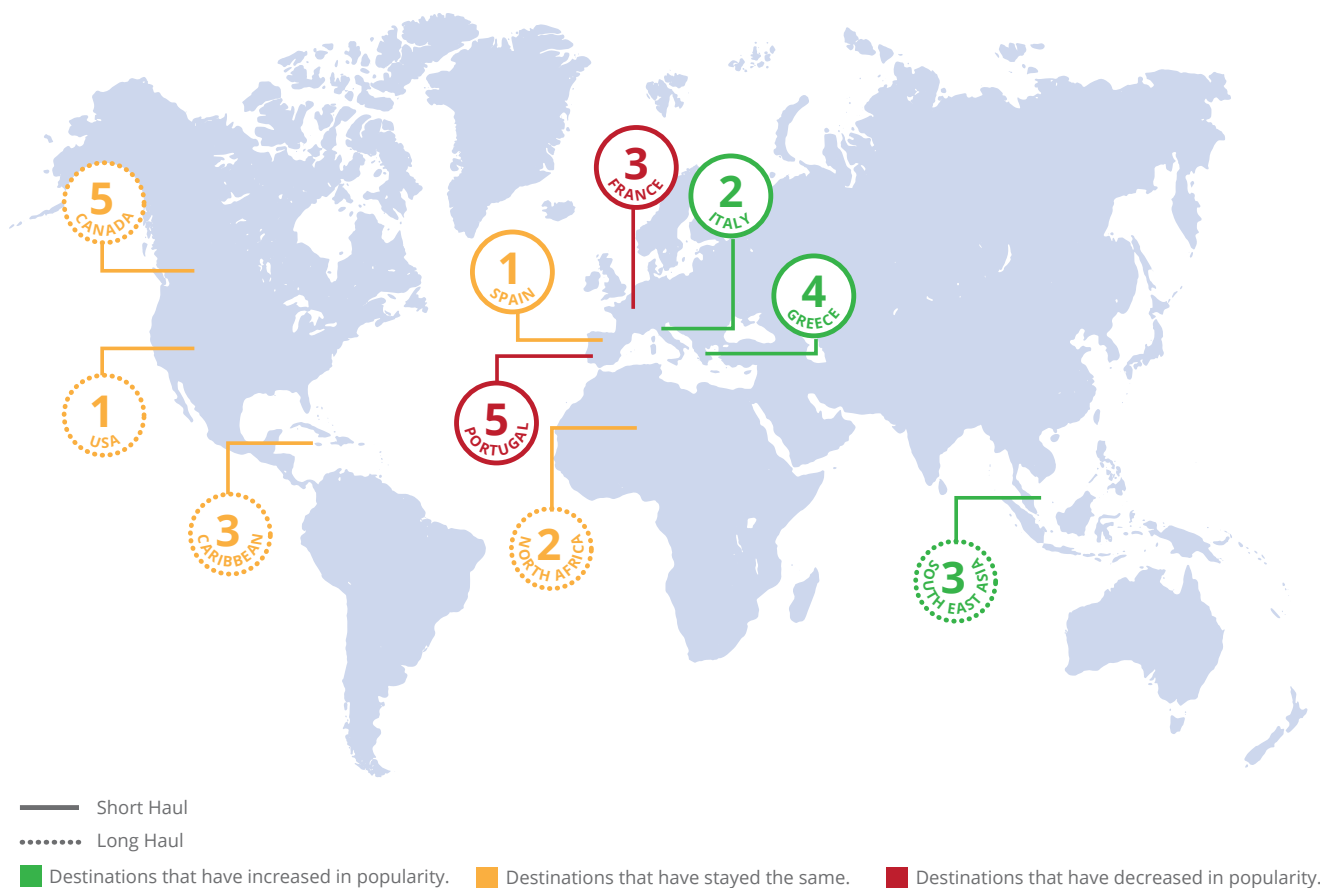 3
FRANCE
2
ITALY
5
CANADA
1
SPAIN
4
GREECE
1
USA
5
PORTUGAL
3
CARIBBEAN
2
NORTH AFRICA
3
SOUTH EAST ASIA
Short Haul
Long Haul
Destinations that have increased in popularity.
Destinations that have stayed the same.
Destinations that have decreased in popularity.